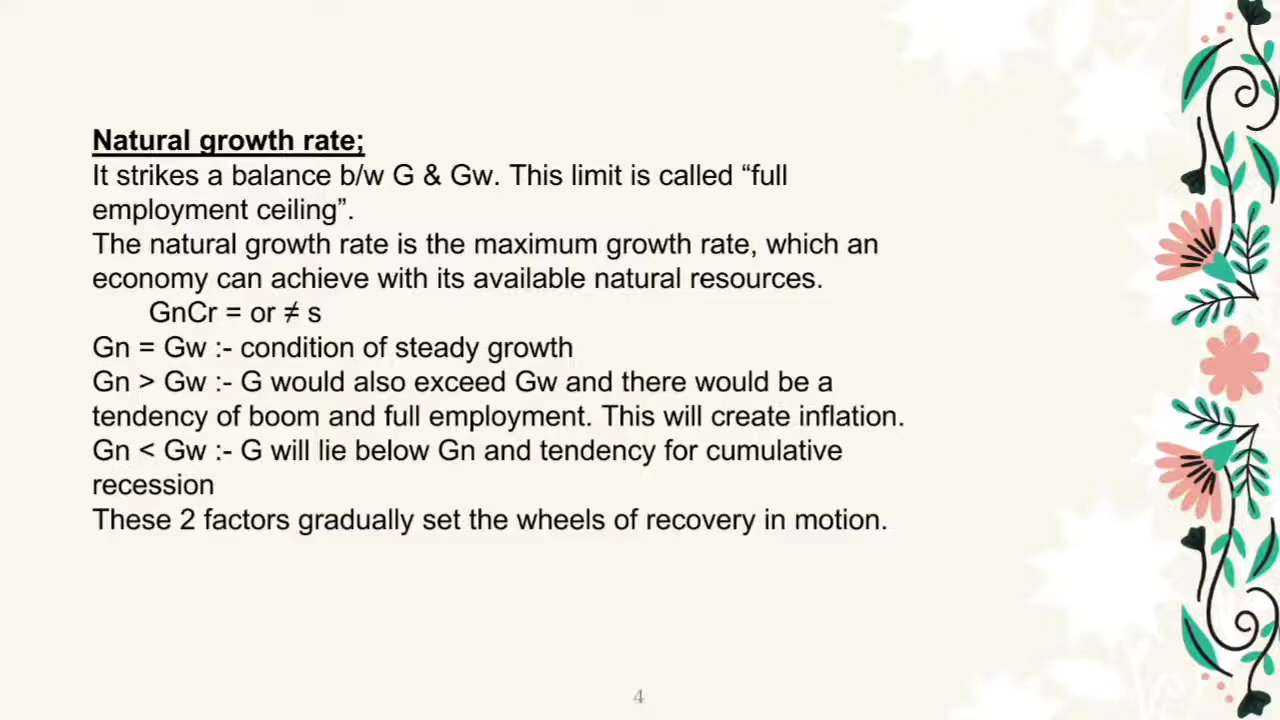 Natural growth rate;
It strikes a balance b/w G & Gw. This limit is called “full
employment ceiling”.
The natural growth rate is the maximum growth rate, which an
economy can achieve with its available natural resources.
GnCr = or ≠ s
Gn = Gw :- condition of steady growth
Gn > Gw :- G would also exceed Gw and there would be a
tendency of boom and full employment. This will create inflation.
Gn < Gw :- G will lie below Gn and tendency for cumulative
recession
These 2 factors gradually set the wheels of recovery in motion.
4